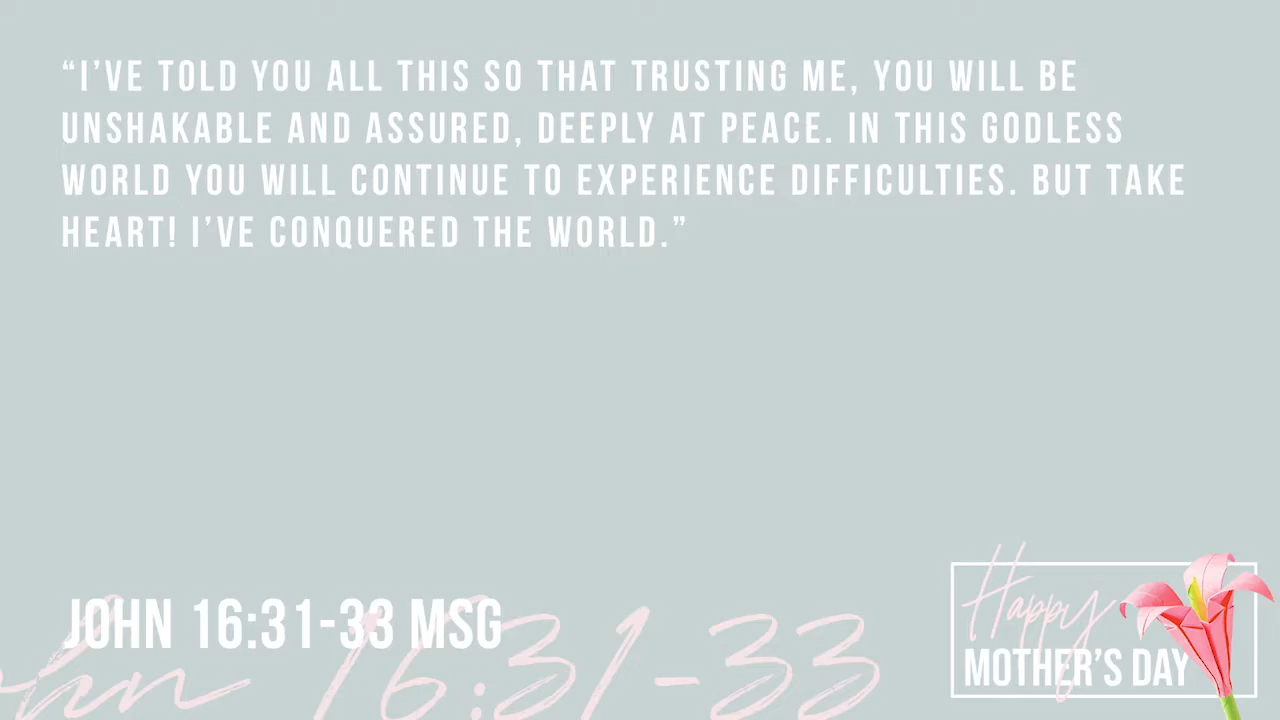 “I’VE TOLD YOU ALL THIS SO THAT TRUSTING ME, YOU WILL BE
UNSHAKABLE AND ASSURED, DEEPLY AT PEACE. IN THIS GODLESS
WORLD YOU WILL CONTINUE TO EXPERIENCE DIFFICULTIES. BUT TAKE
HEART! I’VE CONQUERED THE WORLD.”
JOHN 16:31-33 MSG
ohn 16:31-33
Happy
MOTHER’S DAY